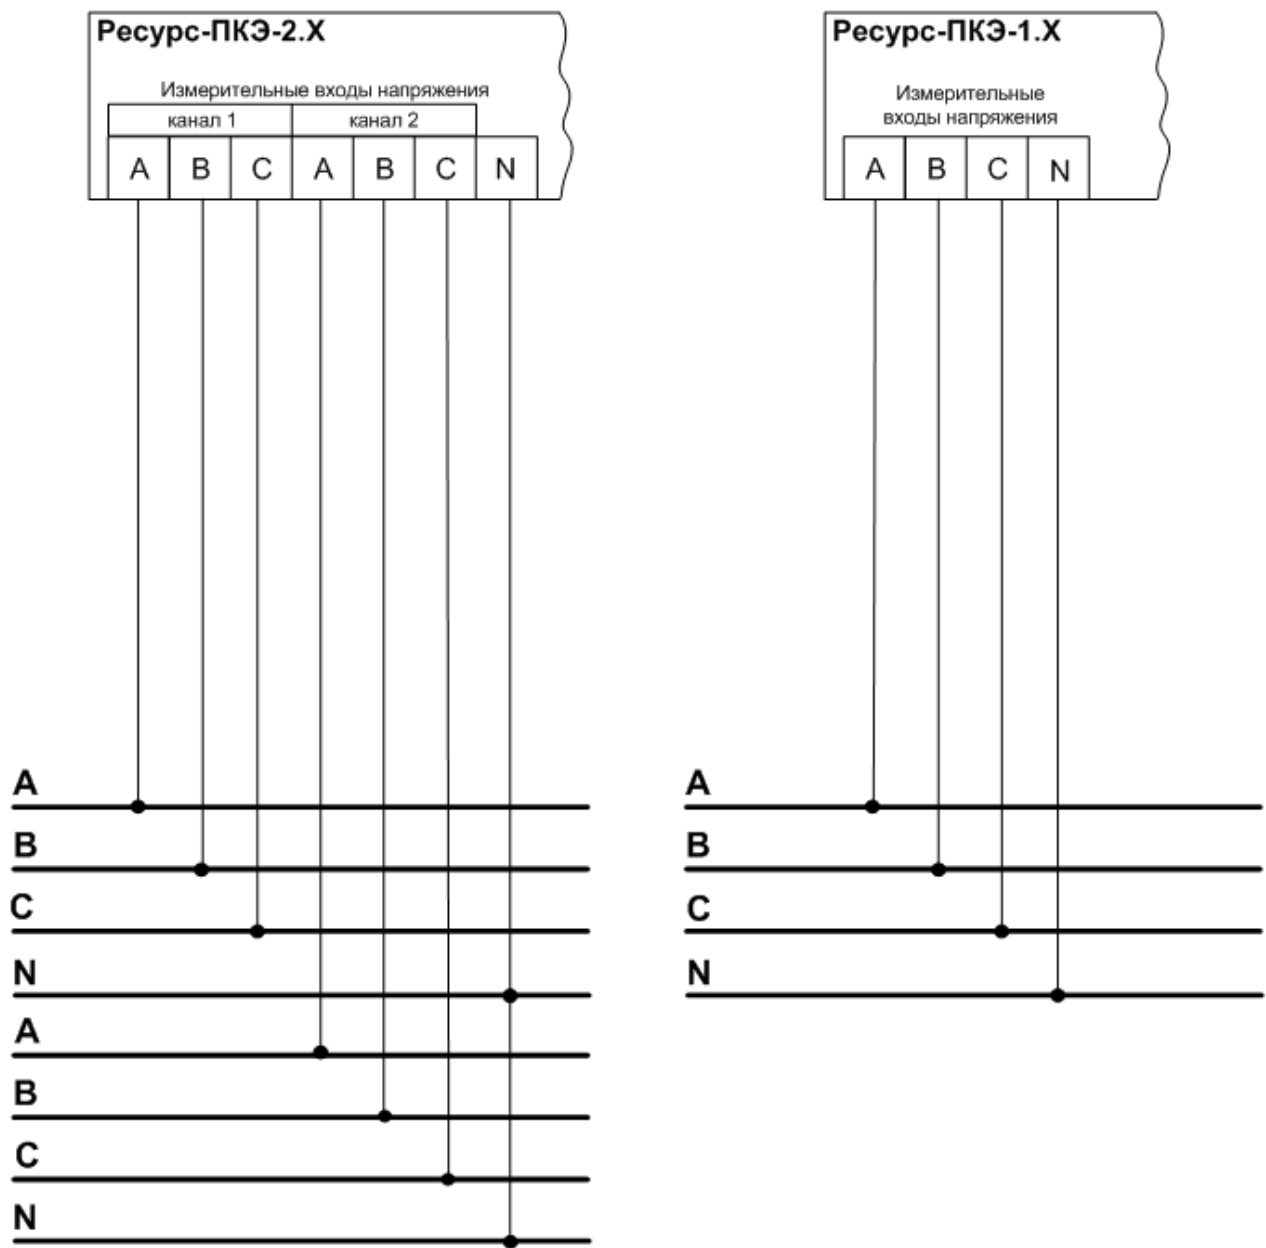 Ресурс-ПКЭ-2.Х
Измерительные входы напряжения
канал 1 канал 2
A B C A B C N
A
B
C
N
A
B
C
N
Ресурс-ПКЭ-1.Х
Измерительные
входы напряжения
A B C N
A
B
C
N